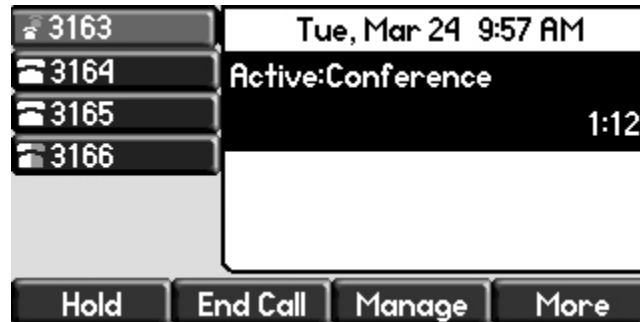 3163
Tue, Mar 24 9:57 AM
3164
Active:Conference
3165
1:12
3166
Hold
End Call
Manage
More